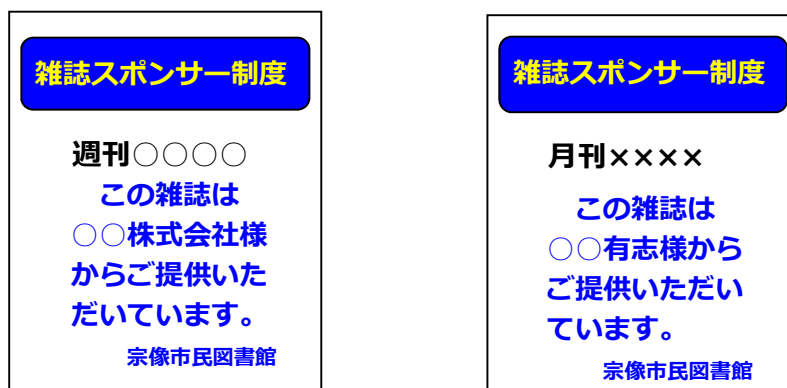 雑誌スポンサー制度
週刊○○○○
この雑誌は
○○株式会社様
からご提供いた
だいています。
宗像市民図書館
雑誌スポンサー制度
月刊××××
この雑誌は
○○有志様から
ご提供いただい
ています。
宗像市民図書館